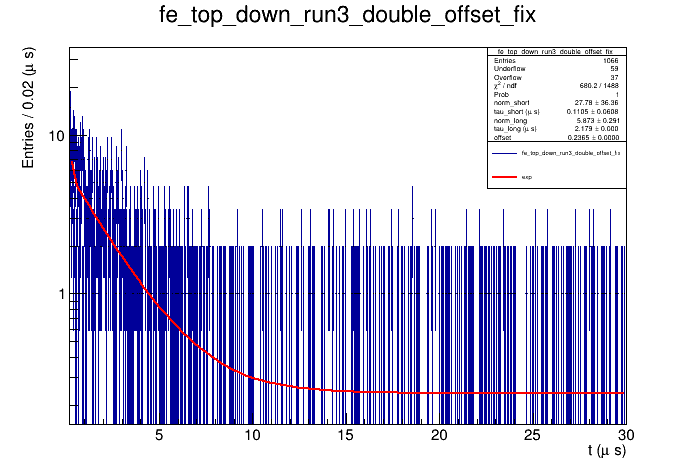 fe_top_down_run3_double_offset_fix
Entries / 0.02 (μ s)
10
1
fe_top_down_run3_double_offset_fix
Entries 1066
Underflow 59
Overflow 37
χ² / ndf 680.2 / 1488
Prob 1
norm_short 27.78 ± 36.36
tau_short (μ s) 0.1105 ± 0.0608
norm_long 5.873 ± 0.291
tau_long (μ s) 2.179 ± 0.000
offset 0.2365 ± 0.0000
fe_top_down_run3_double_offset_fix
exp
5 10 15 20 25 30
t (μ s)